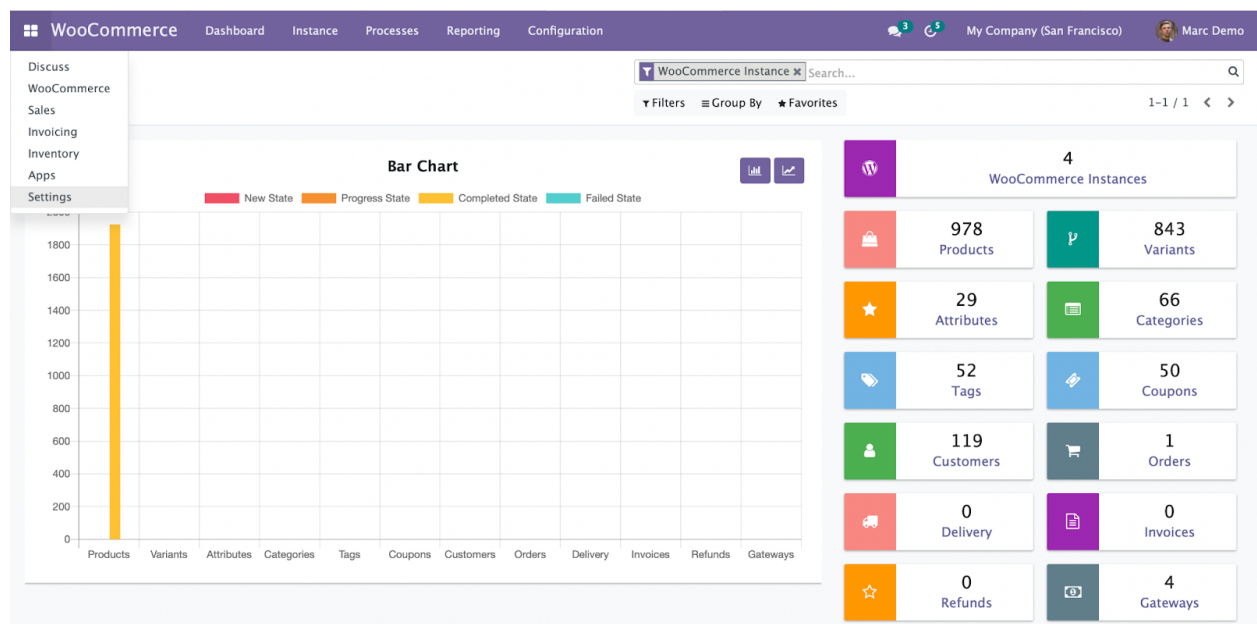 WooCommerce Dashboard Instance Processes Reporting Configuration 3 5 My Company (San Francisco) Marc Demo
Discuss
WooCommerce
Sales
Invoicing
Inventory
Apps
Settings
WooCommerce Instance × Search...
Filters Group By Favorites 1-1 / 1
Bar Chart
New State Progress State Completed State Failed State
1800
1600
1400
1200
1000
800
600
400
200
0
Products Variants Attributes Categories Tags Coupons Customers Orders Delivery Invoices Refunds Gateways
4
WooCommerce Instances
978
Products
843
Variants
29
Attributes
66
Categories
52
Tags
50
Coupons
119
Customers
1
Orders
0
Delivery
0
Invoices
0
Refunds
4
Gateways